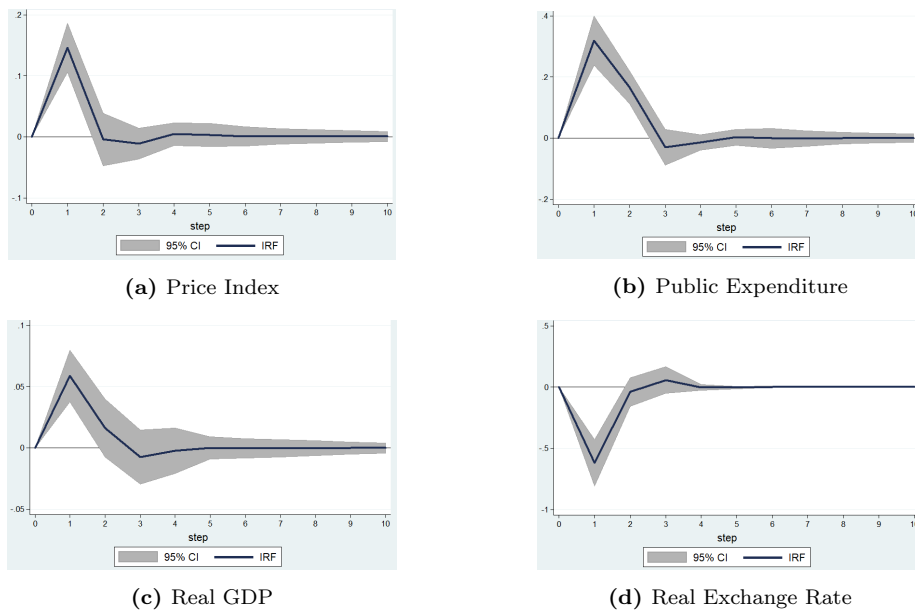 .2
.1
0
-.1
0 1 2 3 4 5 6 7 8 9 10
step
95% CI IRF
(a) Price Index
.4
.2
0
-.2
0 1 2 3 4 5 6 7 8 9 10
step
95% CI IRF
(b) Public Expenditure
.1
.05
0
-.05
0 1 2 3 4 5 6 7 8 9 10
step
95% CI IRF
(c) Real GDP
.5
0
-.5
-1
0 1 2 3 4 5 6 7 8 9 10
step
95% CI IRF
(d) Real Exchange Rate